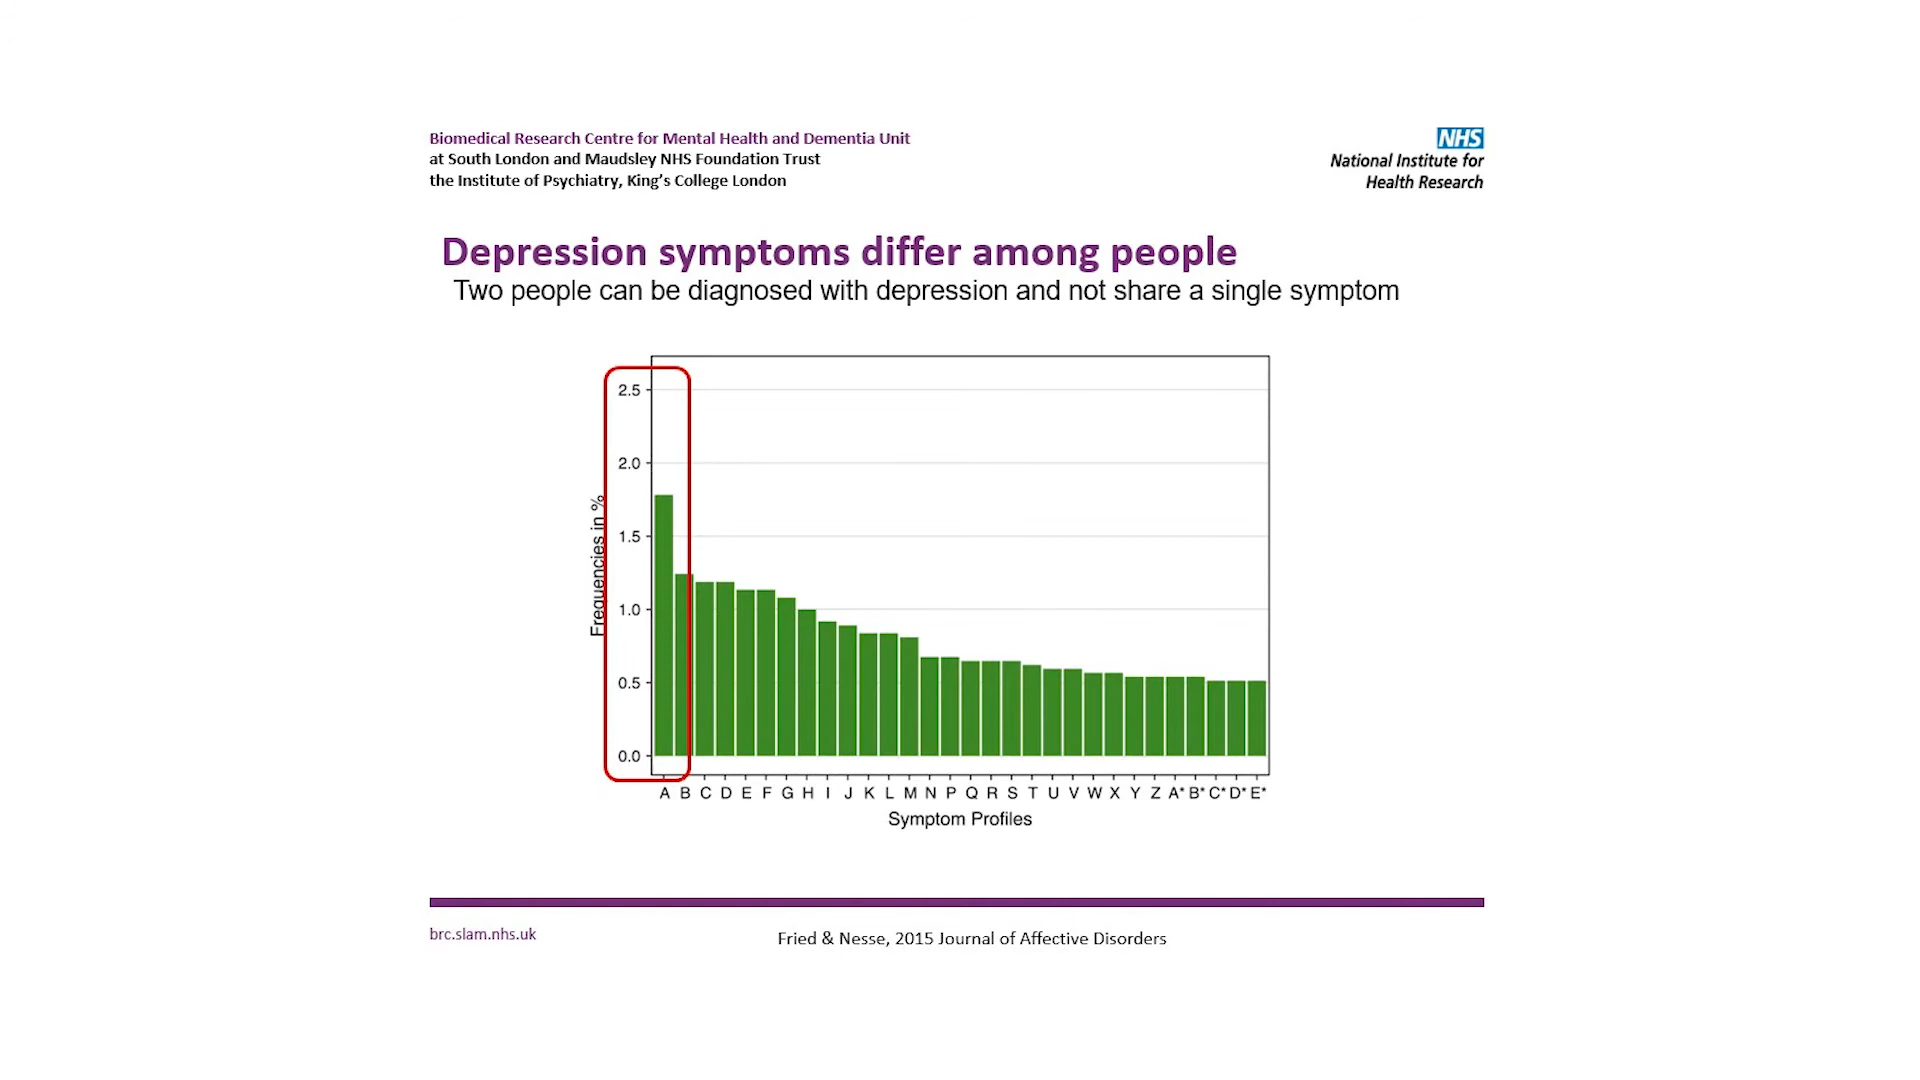 Biomedical Research Centre for Mental Health and Dementia Unit
at South London and Maudsley NHS Foundation Trust
the Institute of Psychiatry, King's College London
NHS
National Institute for
Health Research
Depression symptoms differ among people
Two people can be diagnosed with depression and not share a single symptom
Frequencies in %
2.5
2.0
1.5
1.0
0.5
0.0
A B C D E F G H I J K L M N P Q R S T U V W X Y Z A* B* C* D* E*
Symptom Profiles
brc.slam.nhs.uk
Fried & Nesse, 2015 Journal of Affective Disorders